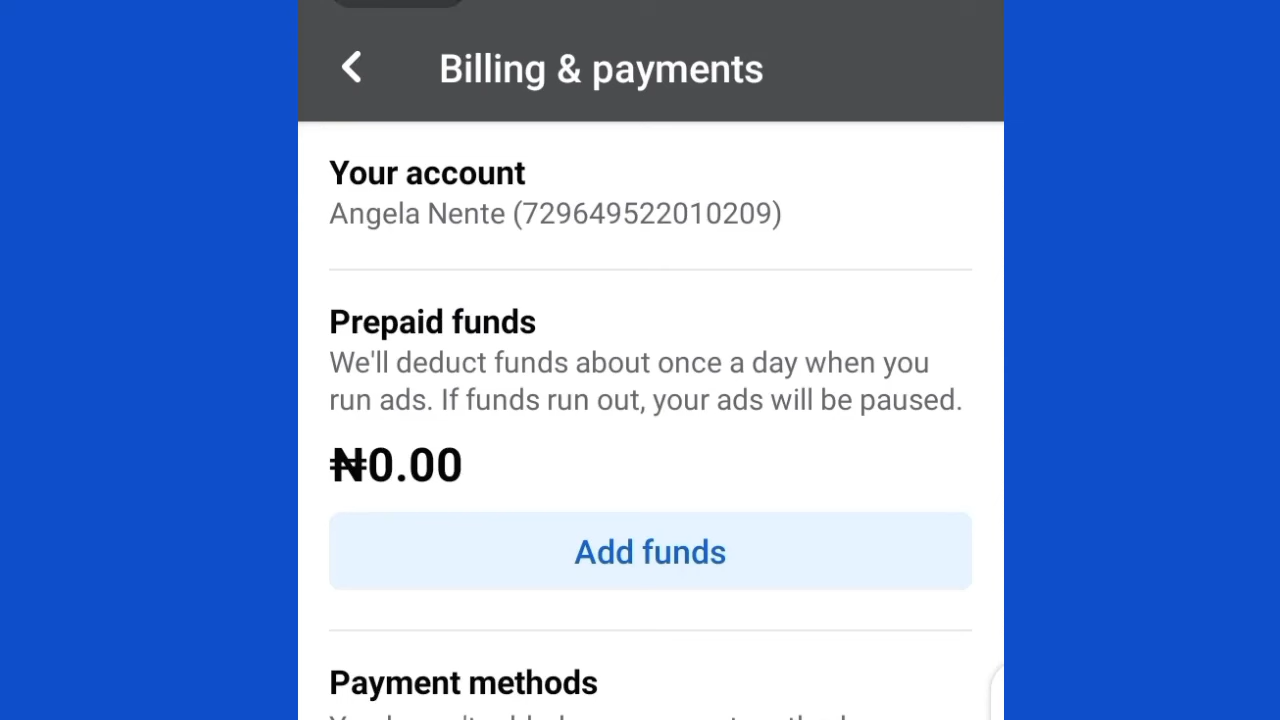 Billing & payments
Your account
Angela Nente (729649522010209)
Prepaid funds
We'll deduct funds about once a day when you
run ads. If funds run out, your ads will be paused.
₦0.00
Add funds
Payment methods